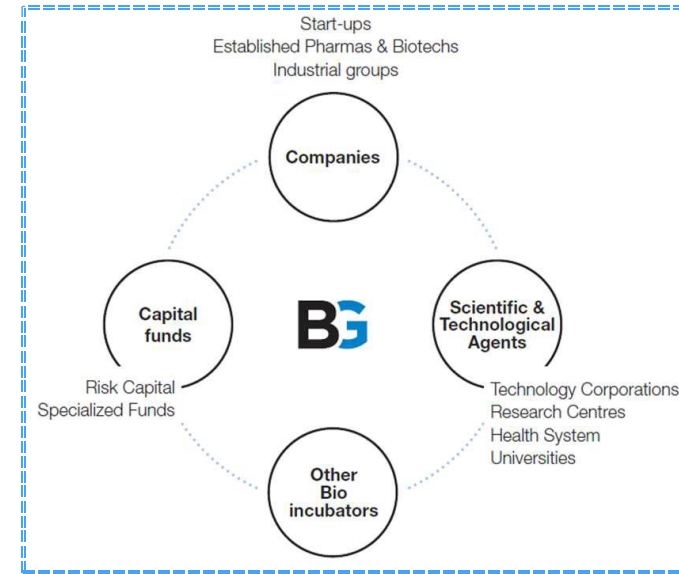 Start-ups
Established Pharmas & Biotechs
Industrial groups
Companies
Capital
funds
Risk Capital
Specialized Funds
BG
Scientific &
Technological
Agents
Technology Corporations
Research Centres
Health System
Universities
Other
Bio
incubators